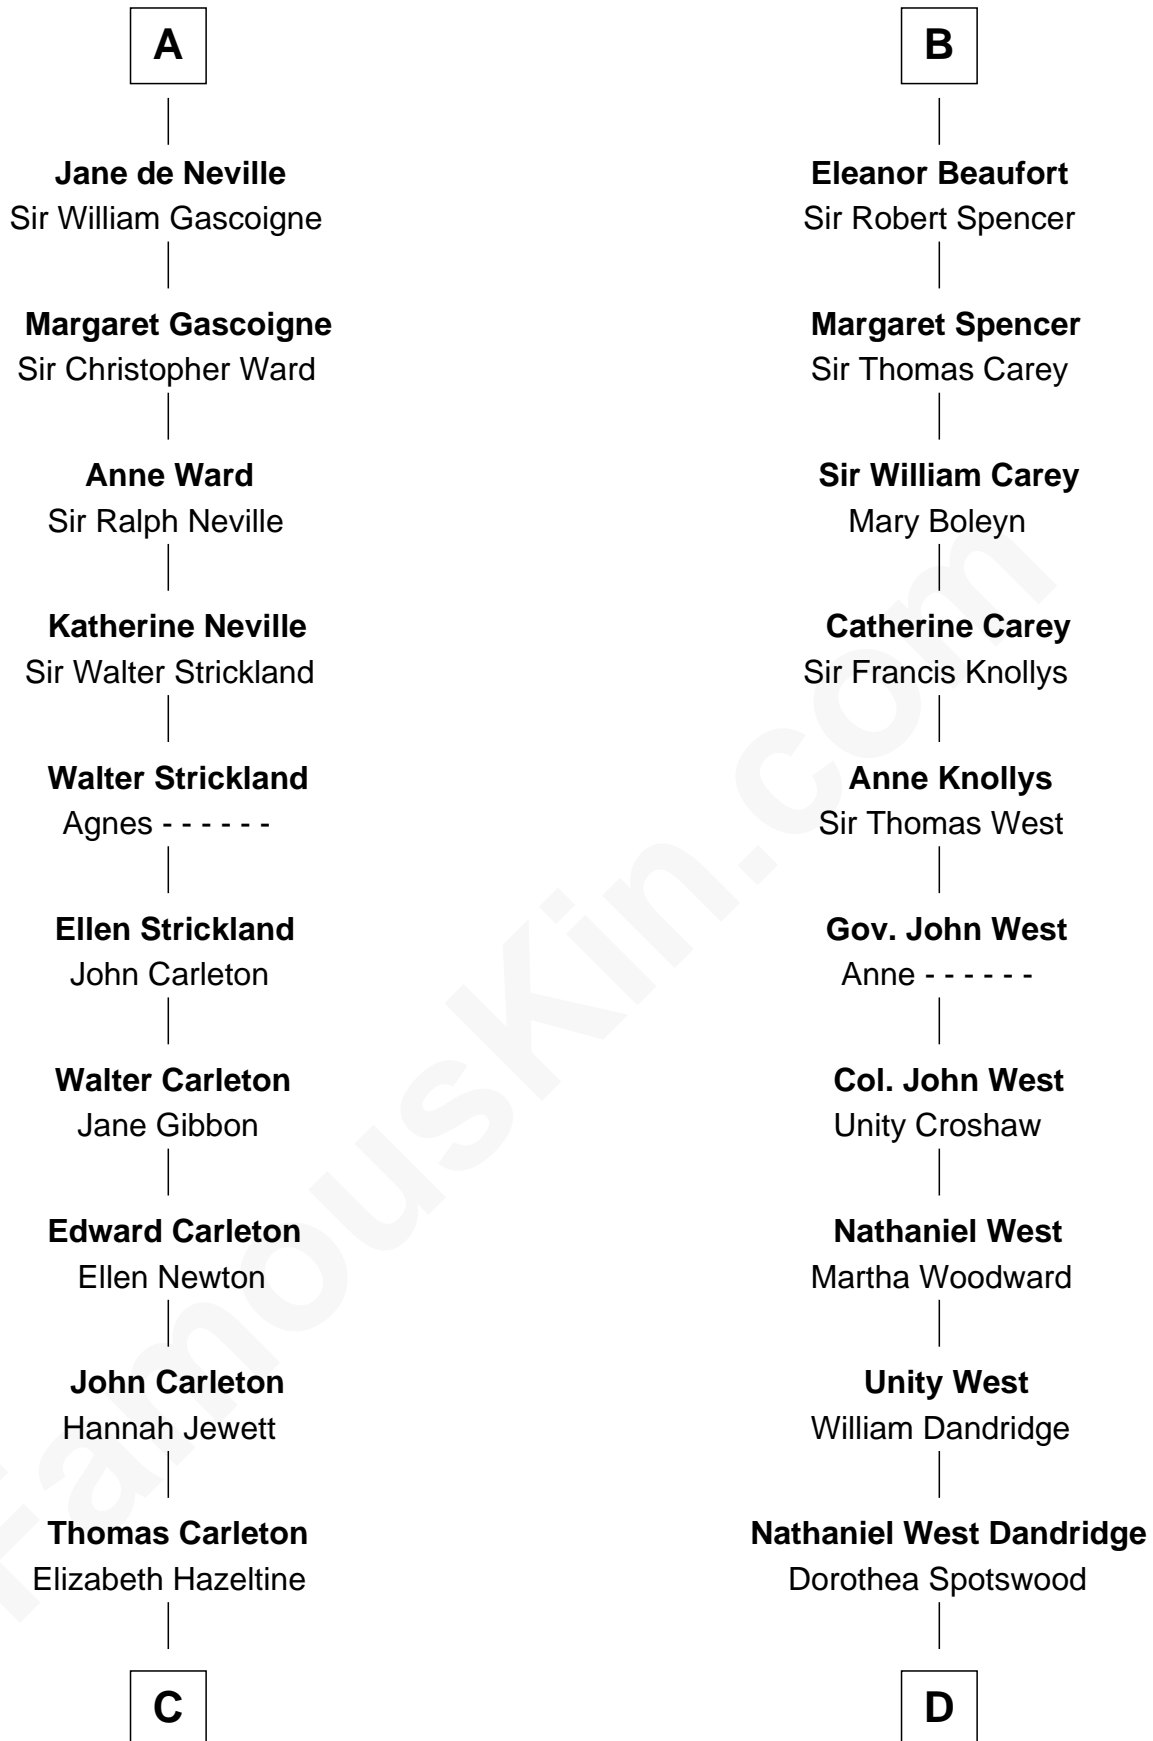 A
Jane de Neville
Sir William Gascoigne
Margaret Gascoigne
Sir Christopher Ward
Anne Ward
Sir Ralph Neville
Katherine Neville
Sir Walter Strickland
Walter Strickland
Agnes - - - - - -
Ellen Strickland
John Carleton
Walter Carleton
Jane Gibbon
Edward Carleton
Ellen Newton
John Carleton
Hannah Jewett
Thomas Carleton
Elizabeth Hazeltine
C
B
Eleanor Beaufort
Sir Robert Spencer
Margaret Spencer
Sir Thomas Carey
Sir William Carey
Mary Boleyn
Catherine Carey
Sir Francis Knollys
Anne Knollys
Sir Thomas West
Gov. John West
Anne - - - - - -
Col. John West
Unity Croshaw
Nathaniel West
Martha Woodward
Unity West
William Dandridge
Nathaniel West Dandridge
Dorothea Spotswood
D
FamousKin.com